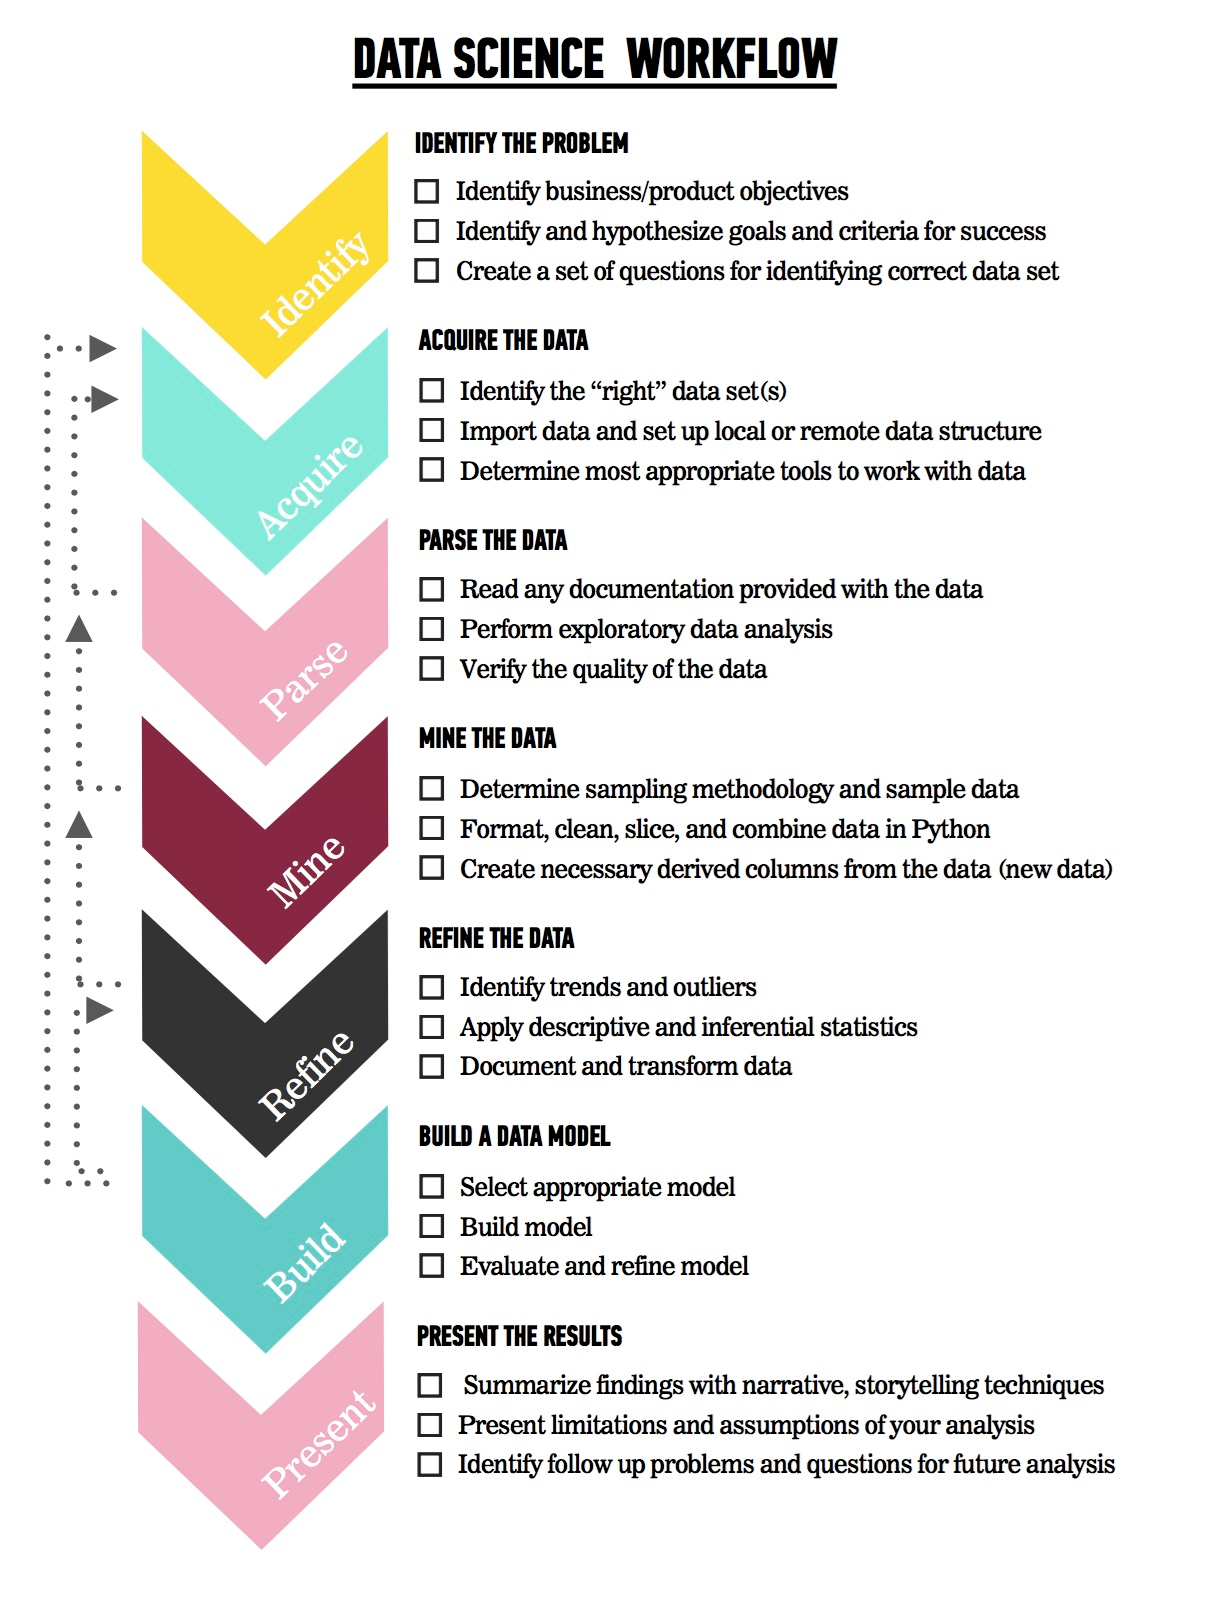 DATA SCIENCE WORKFLOW
IDENTIFY THE PROBLEM
Identify business/product objectives
Identify and hypothesize goals and criteria for success
Create a set of questions for identifying correct data set
Identify
ACQUIRE THE DATA
Identify the “right” data set(s)
Import data and set up local or remote data structure
Determine most appropriate tools to work with data
Acquire
PARSE THE DATA
Read any documentation provided with the data
Perform exploratory data analysis
Verify the quality of the data
Parse
MINE THE DATA
Determine sampling methodology and sample data
Format, clean, slice, and combine data in Python
Create necessary derived columns from the data (new data)
Mine
REFINE THE DATA
Identify trends and outliers
Apply descriptive and inferential statistics
Document and transform data
Refine
BUILD A DATA MODEL
Select appropriate model
Build model
Evaluate and refine model
Build
PRESENT THE RESULTS
Summarize findings with narrative, storytelling techniques
Present limitations and assumptions of your analysis
Identify follow up problems and questions for future analysis
Present